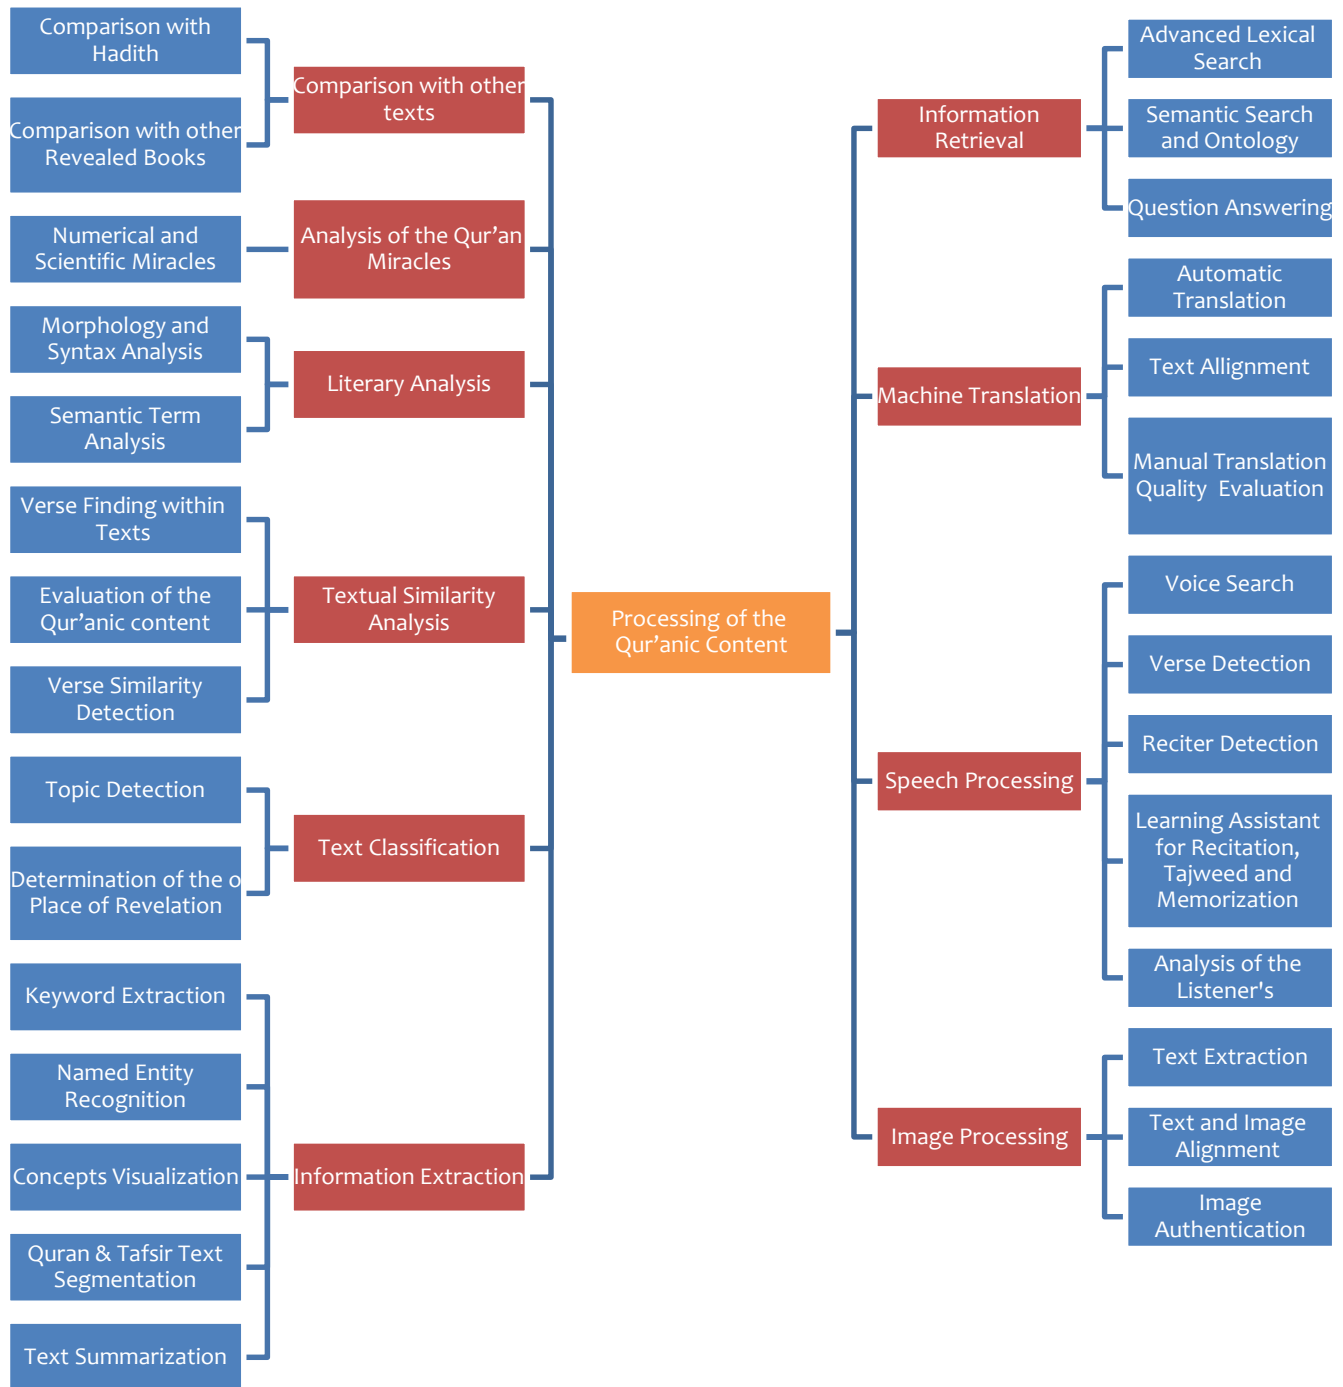 Comparison with
Hadith
Comparison with other
Revealed Books
Comparison with other
texts
Numerical and
Scientific Miracles
Analysis of the Qur’an
Miracles
Morphology and
Syntax Analysis
Semantic Term
Analysis
Literary Analysis
Verse Finding within
Texts
Evaluation of the
Qur’anic content
Verse Similarity
Detection
Textual Similarity
Analysis
Topic Detection
Determination of the o
Place of Revelation
Text Classification
Keyword Extraction
Named Entity
Recognition
Concepts Visualization
Quran & Tafsir Text
Segmentation
Text Summarization
Information Extraction
Processing of the
Qur’anic Content
Information
Retrieval
Advanced Lexical
Search
Semantic Search
and Ontology
Question Answering
Machine Translation
Automatic
Translation
Text Allignment
Manual Translation
Quality Evaluation
Speech Processing
Voice Search
Verse Detection
Reciter Detection
Learning Assistant
for Recitation,
Tajweed and
Memorization
Analysis of the
Listener's
Image Processing
Text Extraction
Text and Image
Alignment
Image
Authentication